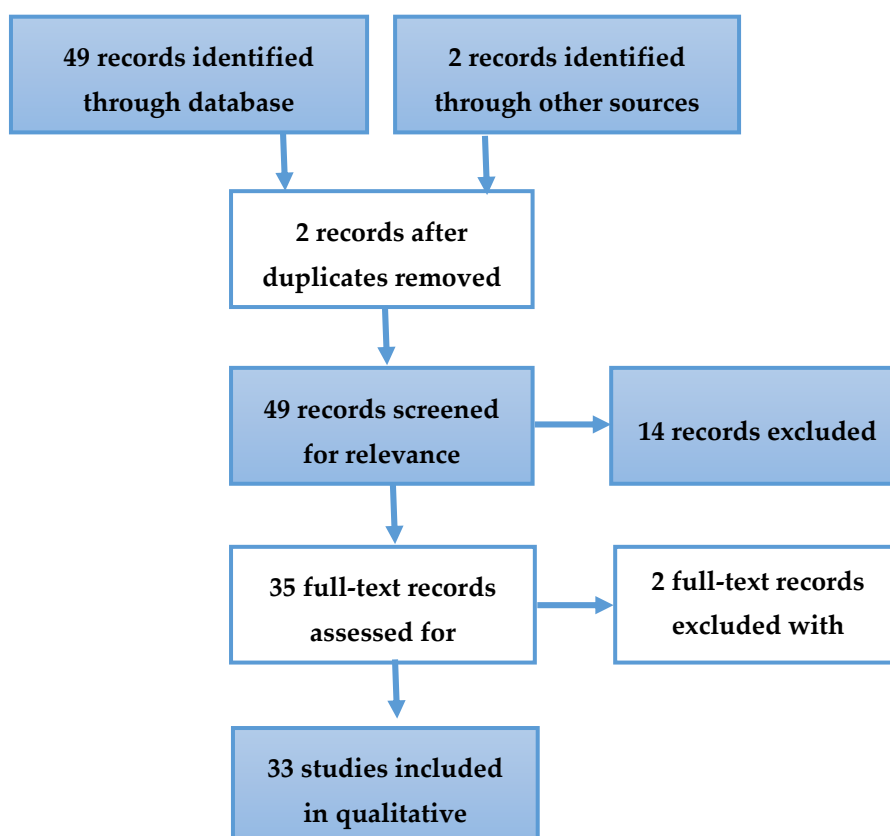 49 records identified
through database
2 records identified
through other sources
2 records after
duplicates removed
49 records screened
for relevance
14 records excluded
35 full-text records
assessed for
2 full-text records
excluded with
33 studies included
in qualitative